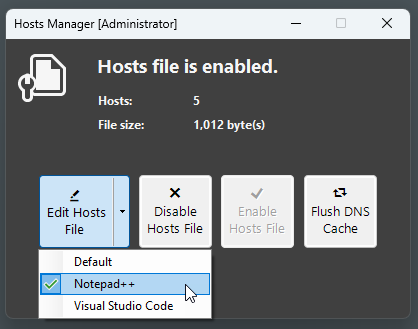 Hosts Manager [Administrator]
Hosts file is enabled.
Hosts: 5
File size: 1,012 byte(s)
Edit Hosts
File
Disable
Hosts File
Enable
Hosts File
Flush DNS
Cache
Default
Notepad++
Visual Studio Code